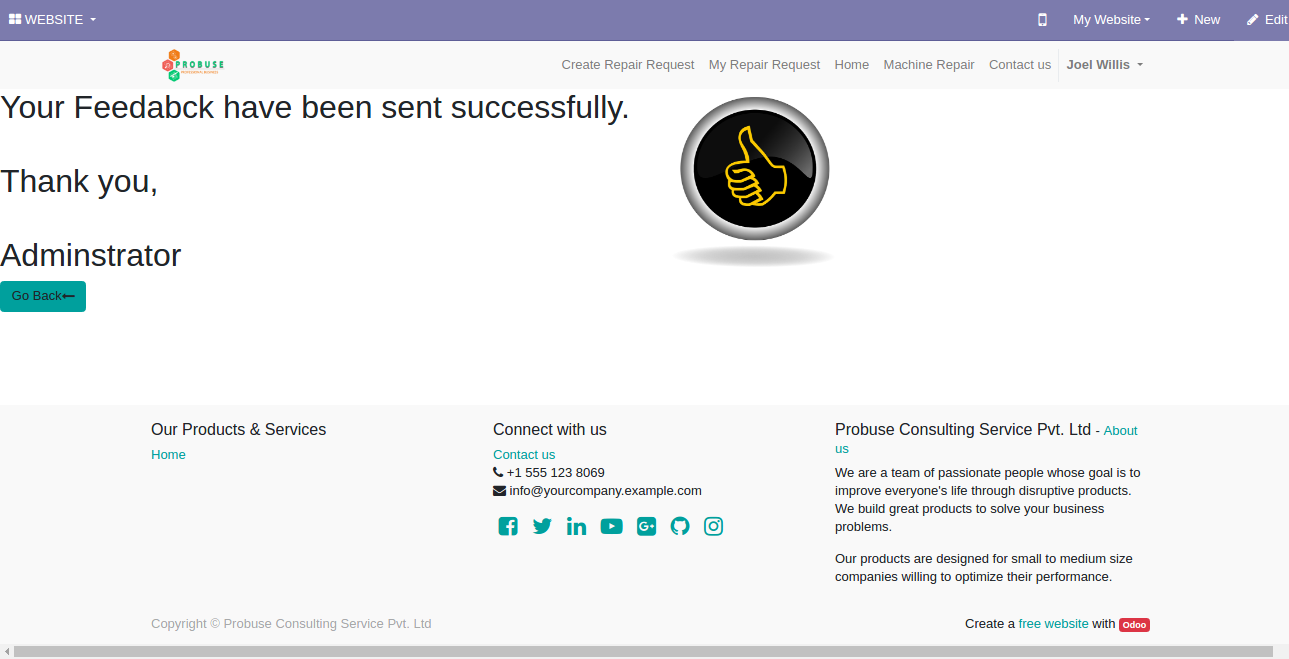 WEBSITE
My Website
New
Edit
PROBUSE
Create Repair Request
My Repair Request
Home
Machine Repair
Contact us
Joel Willis
Your Feedabck have been sent successfully.
Thank you,
Adminstrator
Go Back
Our Products & Services
Home
Connect with us
Contact us
+1 555 123 8069
info@yourcompany.example.com
Probuse Consulting Service Pvt. Ltd - About
us
We are a team of passionate people whose goal is to
improve everyone's life through disruptive products.
We build great products to solve your business
problems.
Our products are designed for small to medium size
companies willing to optimize their performance.
Copyright © Probuse Consulting Service Pvt. Ltd
Create a free website with Odoo